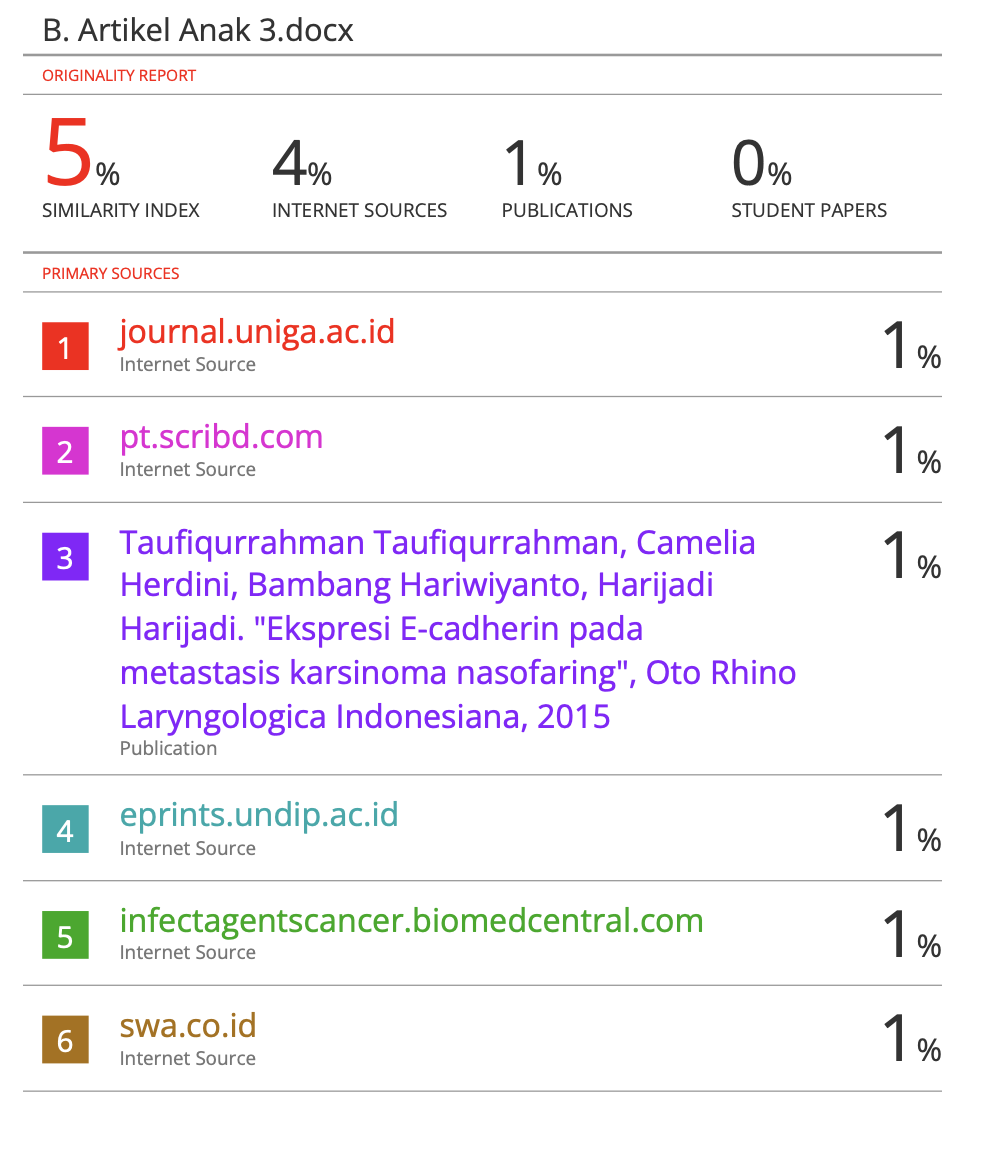 B. Artikel Anak 3.docx
ORIGINALITY REPORT
5% 4% 1% 0%
SIMILARITY INDEX INTERNET SOURCES PUBLICATIONS STUDENT PAPERS
PRIMARY SOURCES
1 journal.uniga.ac.id 1%
Internet Source
2 pt.scribd.com 1%
Internet Source
3 Taufiqurrahman Taufiqurrahman, Camelia 1%
Herdini, Bambang Hariwiyanto, Harijadi
Harijadi. "Ekspresi E-cadherin pada
metastasis karsinoma nasofaring", Oto Rhino
Laryngologica Indonesiana, 2015
Publication
4 eprints.undip.ac.id 1%
Internet Source
5 infectagentscancer.biomedcentral.com 1%
Internet Source
6 swa.co.id 1%
Internet Source